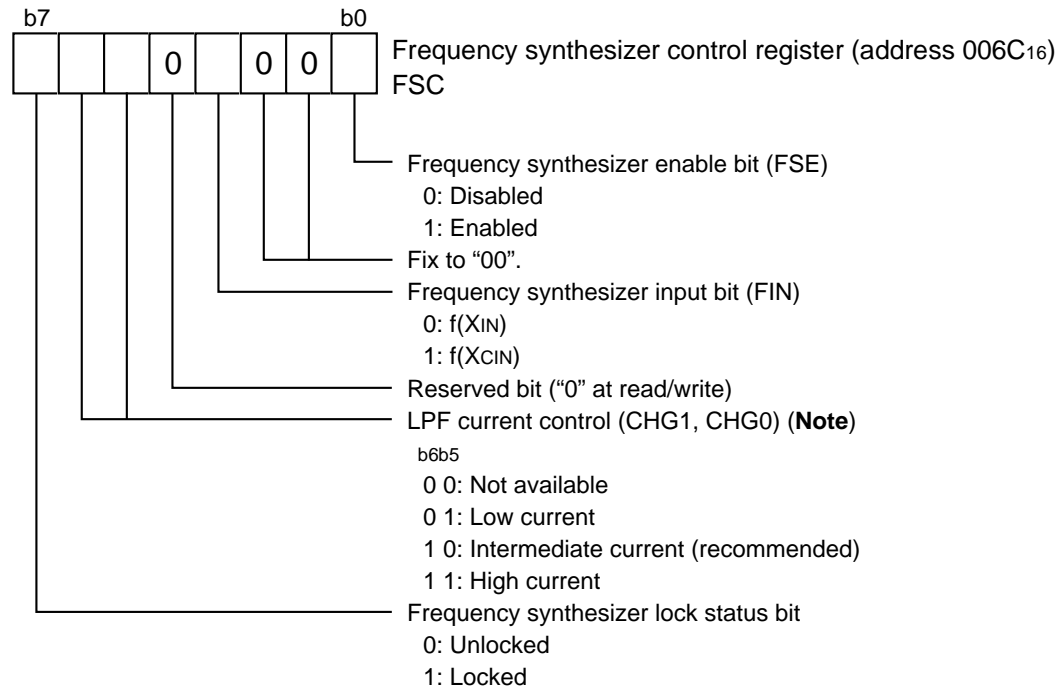 b7 b0
0 0 0
Frequency synthesizer control register (address 006C16)
FSC
Frequency synthesizer enable bit (FSE)
0: Disabled
1: Enabled
Fix to “00”.
Frequency synthesizer input bit (FIN)
0: f(XIN)
1: f(XCIN)
Reserved bit (“0” at read/write)
LPF current control (CHG1, CHG0) (Note)
b6b5
0 0: Not available
0 1: Low current
1 0: Intermediate current (recommended)
1 1: High current
Frequency synthesizer lock status bit
0: Unlocked
1: Locked